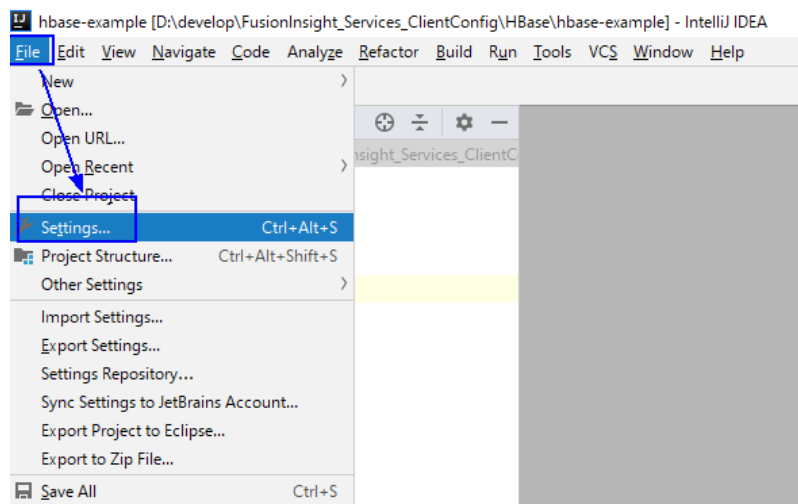 IJ hbase-example [D:\develop\FusionInsight_Services_ClientConfig\HBase\hbase-example] - IntelliJ IDEA
File Edit View Navigate Code Analyze Refactor Build Run Tools VCS Window Help
New
Open...
Open URL...
nsight_Services_ClientC
Open Recent
Close Project
Settings... Ctrl+Alt+S
Project Structure... Ctrl+Alt+Shift+S
Other Settings
Import Settings...
Export Settings...
Settings Repository...
Sync Settings to JetBrains Account...
Export Project to Eclipse...
Export to Zip File...
Save All Ctrl+S